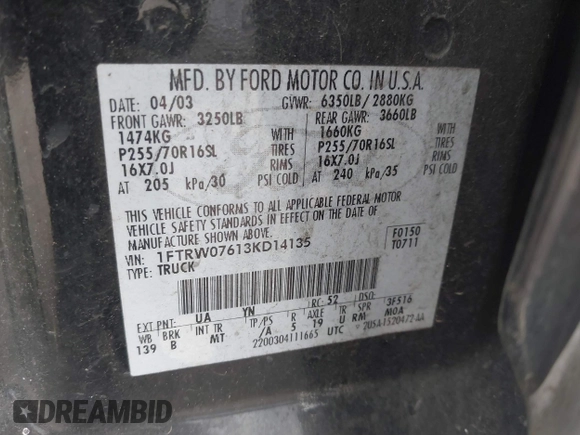 MFD. BY FORD MOTOR CO. IN U.S.A.
DATE: 04/03 GVWR: 6350LB/2880KG
FRONT GAWR: 3250LB REAR GAWR: 3660LB
1474KG WITH 1660KG WITH
P255/70R16SL TIRES P255/70R16SL TIRES
16X7.0J RIMS 16X7.0J RIMS
AT 205 kPa/30 PSI COLD AT 240 kPa/35 PSI COLD
THIS VEHICLE CONFORMS TO ALL APPLICABLE FEDERAL MOTOR
VEHICLE SAFETY STANDARDS IN EFFECT ON THE DATE OF
MANUFACTURE SHOWN ABOVE.
VIN: 1FTRW07613KD14135 F0150
TYPE: TRUCK T0711
EXT PNT: UA YN RC: 52 DSO: 3F516
WB BRK INT TR TP/PS R AXLE TR SPR MOA
139 B MT /A 5 19 U RM
2200304111665 UTC
DREAMBID